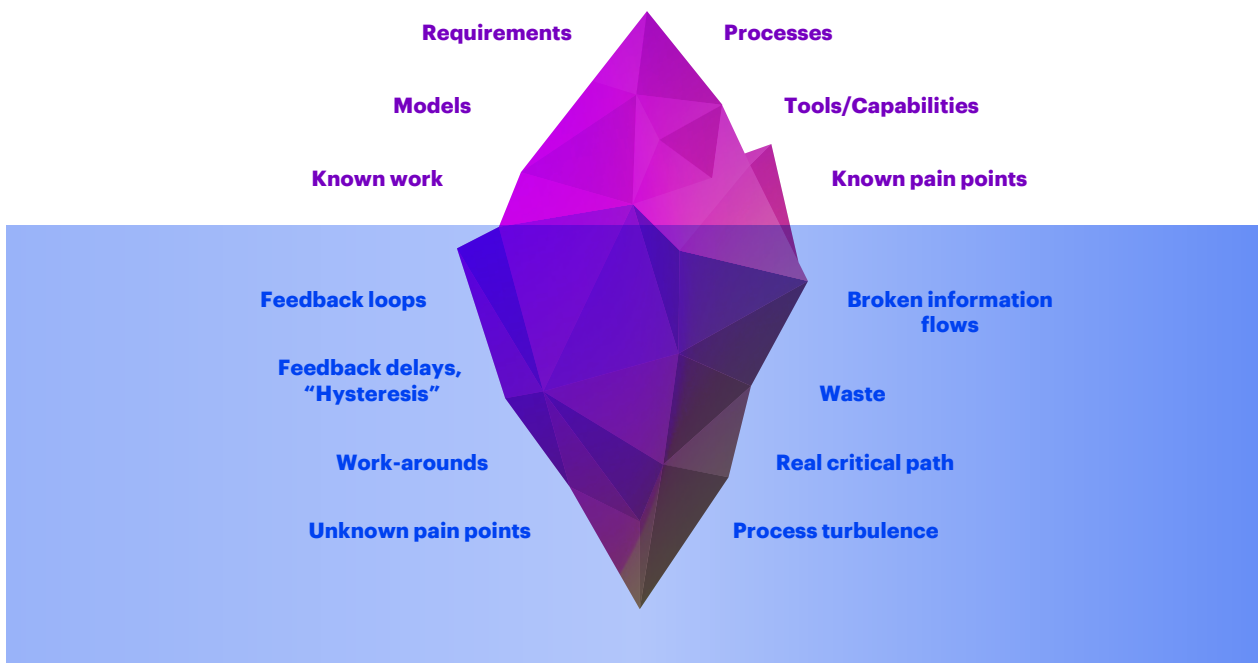 Requirements
Processes
Models
Tools/Capabilities
Known work
Known pain points
Feedback loops
Broken information
flows
Feedback delays,
“Hysteresis”
Waste
Work-arounds
Real critical path
Unknown pain points
Process turbulence